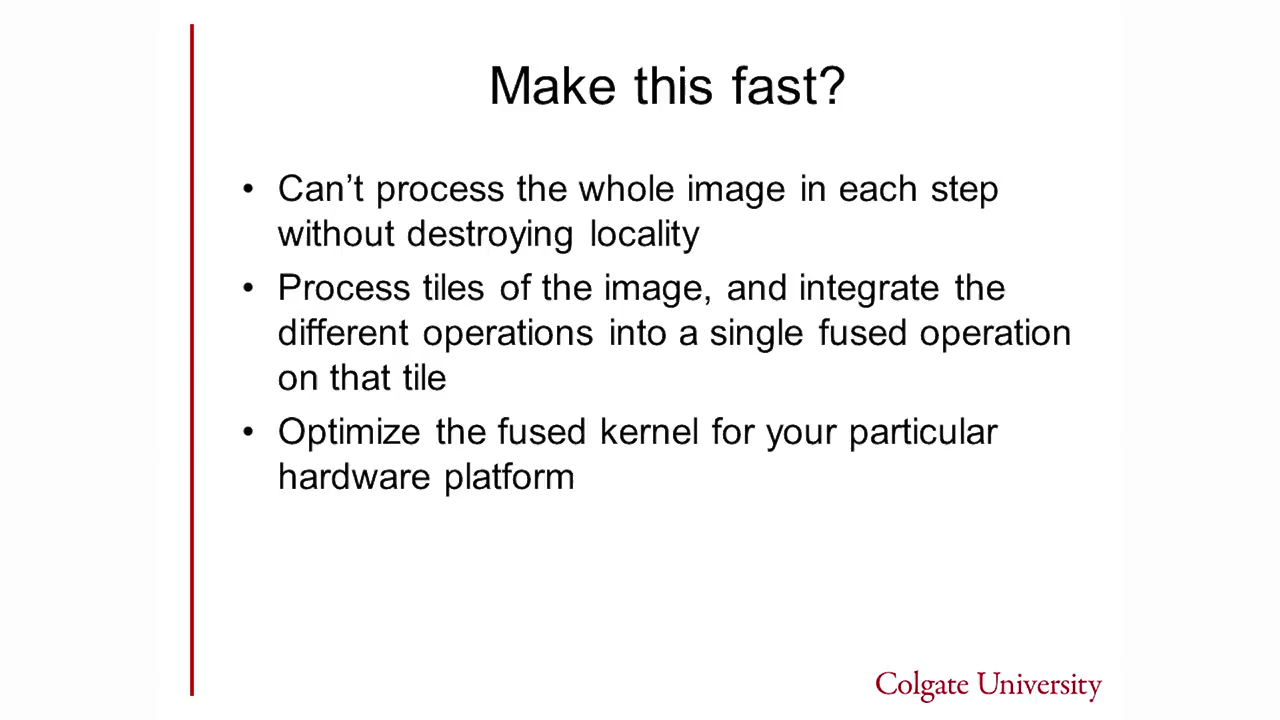 Make this fast?
• Can’t process the whole image in each step
without destroying locality
• Process tiles of the image, and integrate the
different operations into a single fused operation
on that tile
• Optimize the fused kernel for your particular
hardware platform
Colgate University